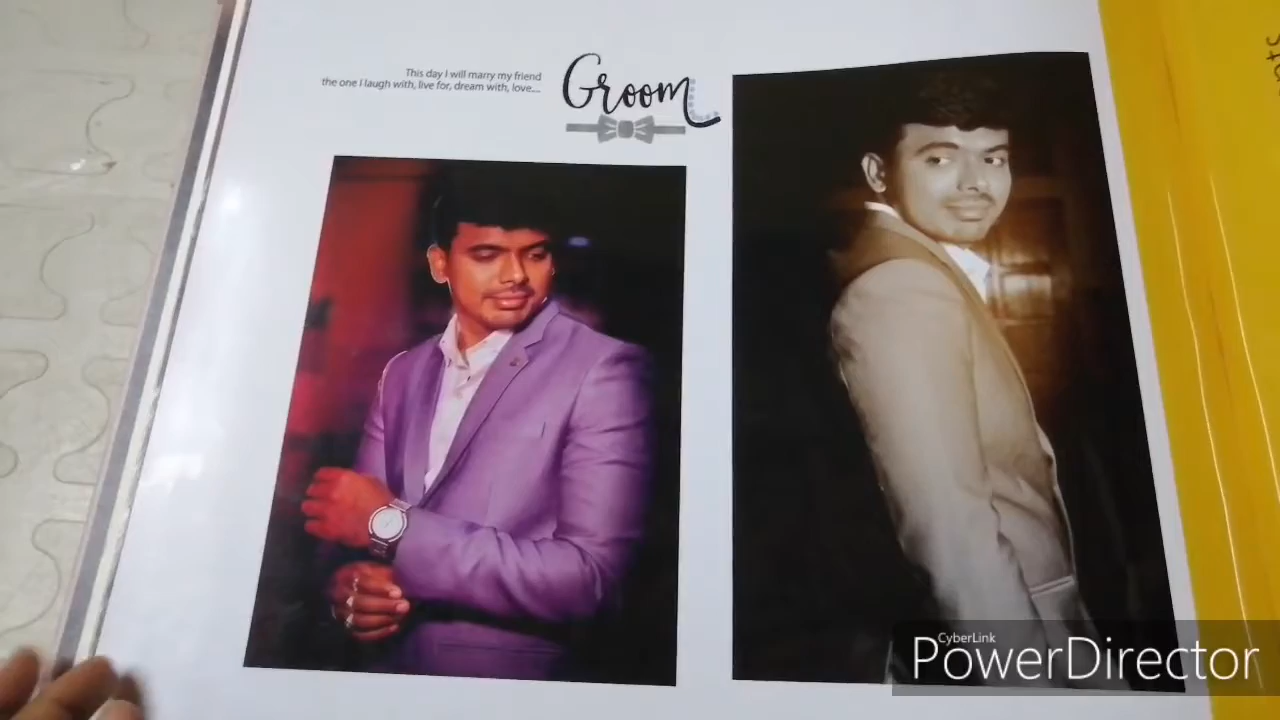 This day I will marry my friend
the one I laugh with, live for, dream with, love....
Groom
CyberLink
PowerDirector